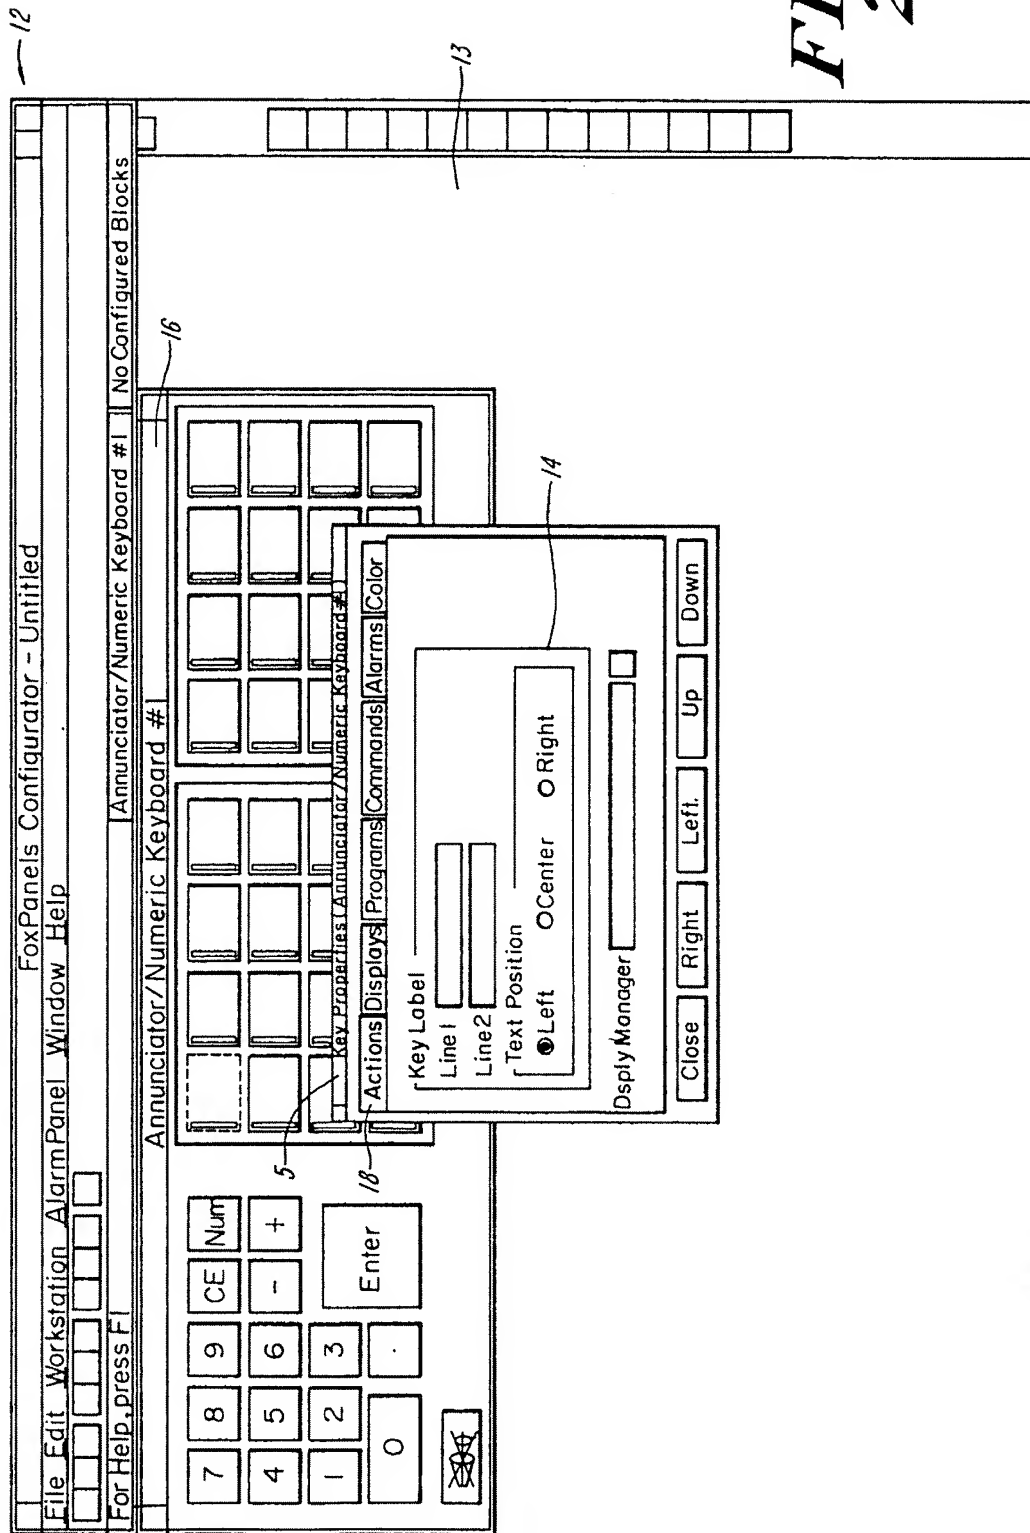 12
FoxPanels Configurator - Untitled
File Edit Workstation AlarmPanel Window Help
For Help, press F1
Annunciator/Numeric Keyboard #1
No Configured Blocks
Annunciator/Numeric Keyboard #1
16
13
7 8 9 CE Num
4 5 6 - +
1 2 3 Enter
0 .
5
Key Properties (Annunciator/Numeric Keyboard #1)
18
Actions Displays Programs Commands Alarms Color
Key Label
Line1
Line2
Text Position
Left Center Right
14
Dsply Manager
Close Right Left. Up Down